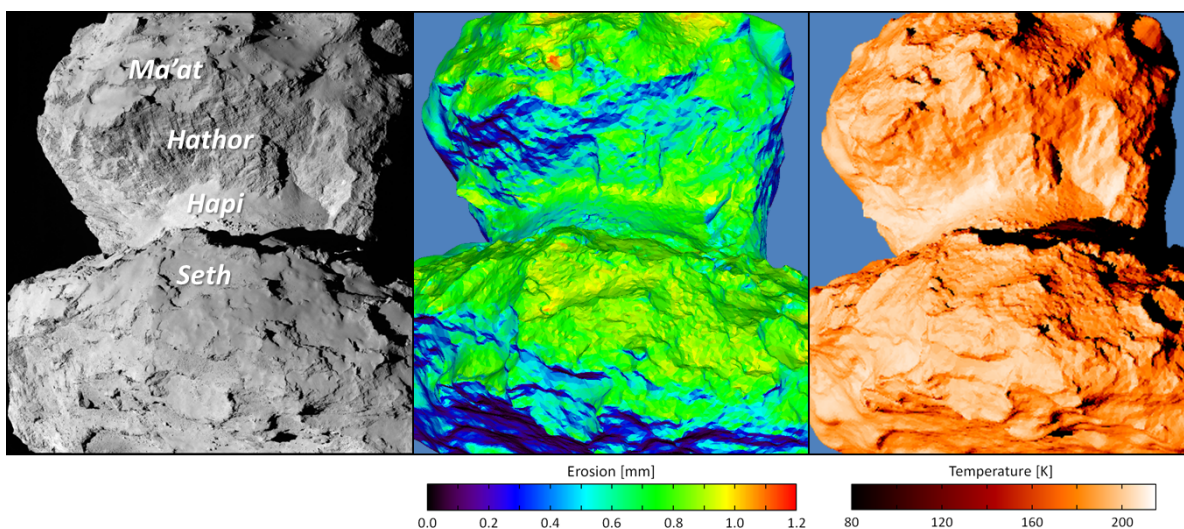 Ma'at
Hathor
Hapi
Seth
Erosion [mm]
0.0 0.2 0.4 0.6 0.8 1.0 1.2
Temperature [K]
80 120 160 200